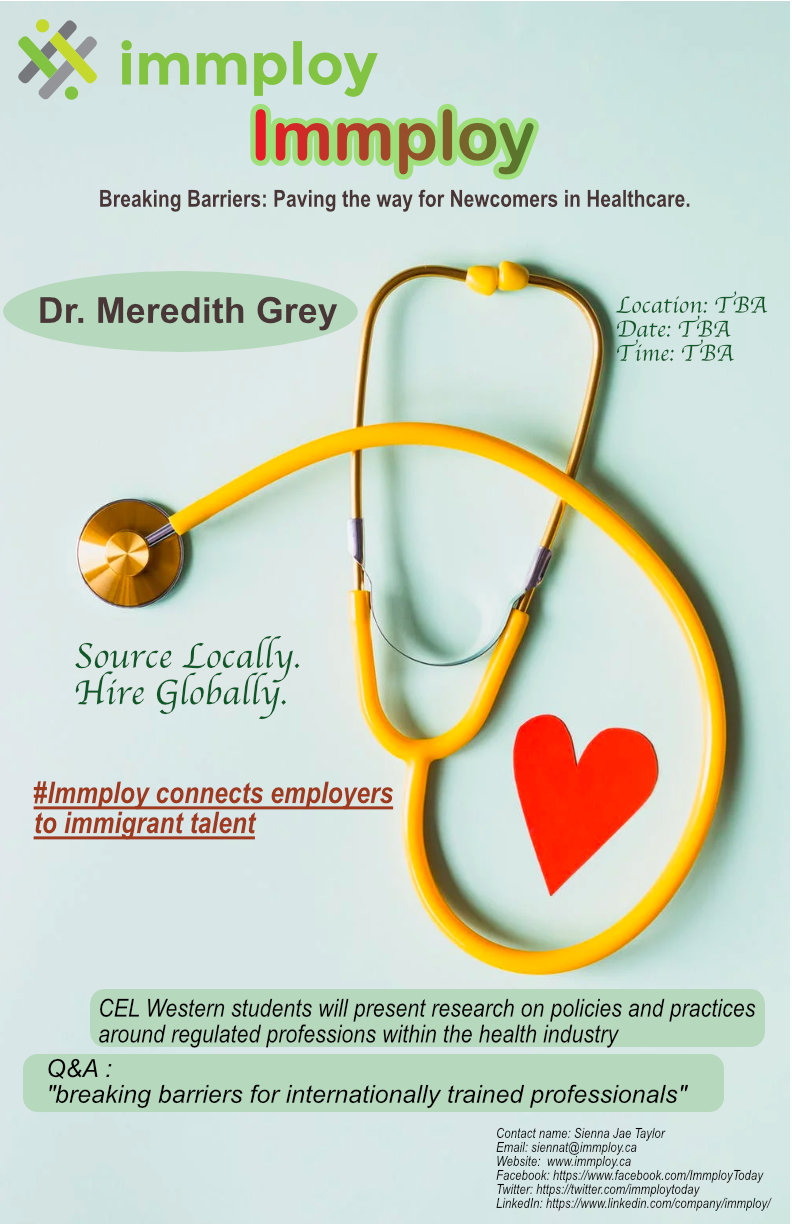 immploy
Immploy
Breaking Barriers: Paving the way for Newcomers in Healthcare.
Dr. Meredith Grey
Location: TBA
Date: TBA
Time: TBA
Source Locally.
Hire Globally.
#Immploy connects employers
to immigrant talent
CEL Western students will present research on policies and practices
around regulated professions within the health industry
Q&A :
"breaking barriers for internationally trained professionals"
Contact name: Sienna Jae Taylor
Email: siennat@immploy.ca
Website:  www.immploy.ca
Facebook: https://www.facebook.com/ImmployToday
Twitter: https://twitter.com/immploytoday
LinkedIn: https://www.linkedin.com/company/immploy/